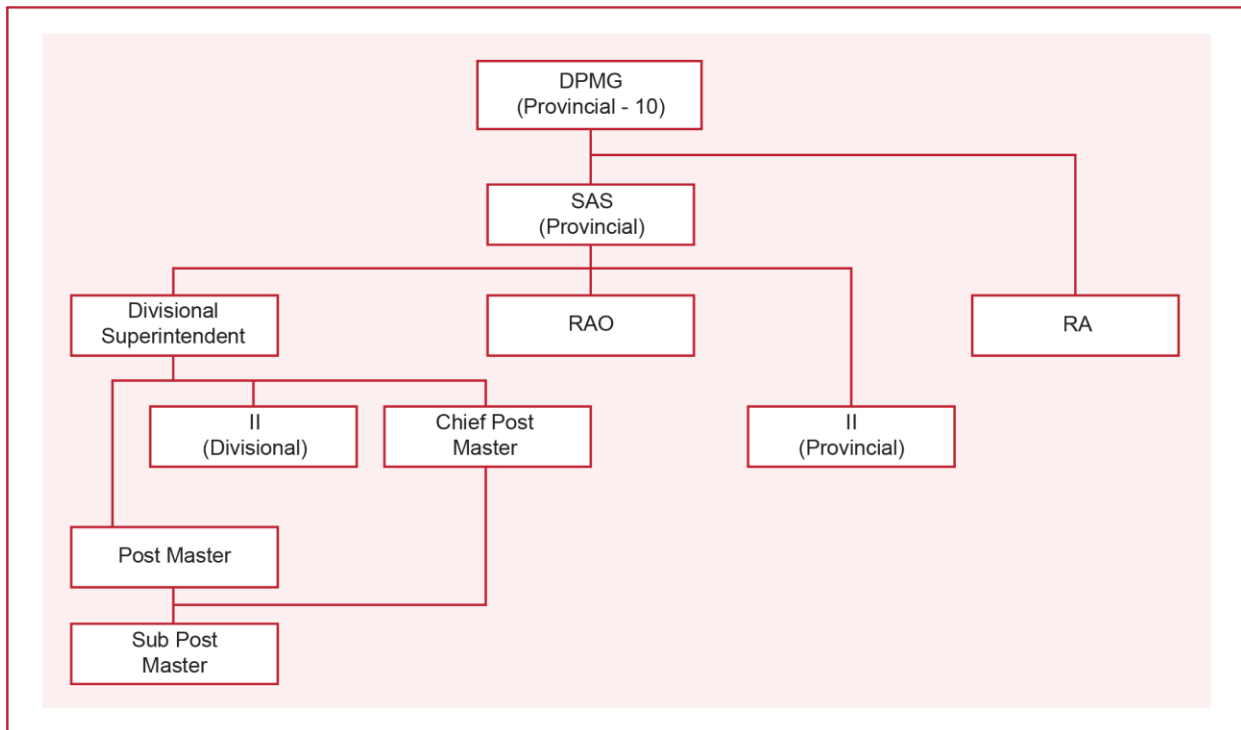 DPMG
(Provincial - 10)
SAS
(Provincial)
Divisional
Superintendent
RAO
RA
II
(Divisional)
Chief Post
Master
II
(Provincial)
Post Master
Sub Post
Master